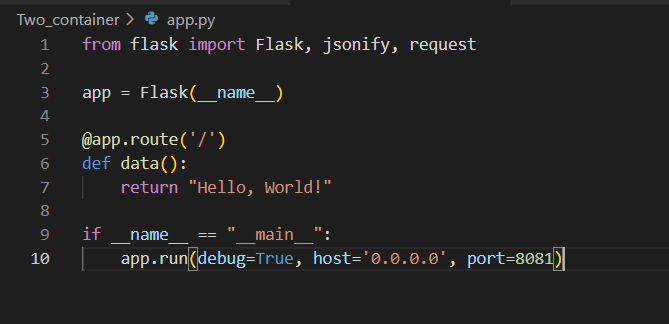 Two_container > app.py
1 from flask import Flask, jsonify, request
2
3 app = Flask(__name__)
4
5 @app.route('/')
6 def data():
7     return "Hello, World!"
8
9 if __name__ == "__main__":
10     app.run(debug=True, host='0.0.0.0', port=8081)